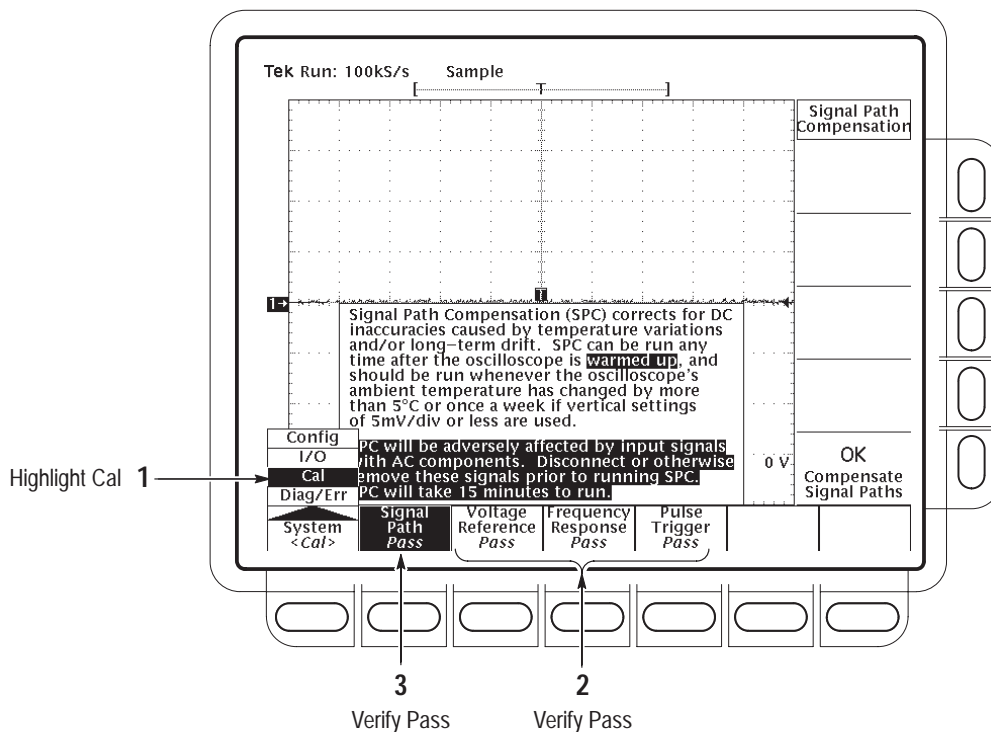 Tek Run: 100kS/s Sample
[ T ]
Signal Path
Compensation
T
1→
Signal Path Compensation (SPC) corrects for DC
inaccuracies caused by temperature variations
and/or long-term drift. SPC can be run any
time after the oscilloscope is warmed up, and
should be run whenever the oscilloscope's
ambient temperature has changed by more
than 5°C or once a week if vertical settings
of 5mV/div or less are used.
PC will be adversely affected by input signals
ith AC components. Disconnect or otherwise
emove these signals prior to running SPC.
PC will take 15 minutes to run.
0 V
OK
Compensate
Signal Paths
Config
I/O
Cal
Diag/Err
Highlight Cal 1
System
<Cal>
Signal
Path
Pass
Voltage
Reference
Pass
Frequency
Response
Pass
Pulse
Trigger
Pass
3
Verify Pass
2
Verify Pass